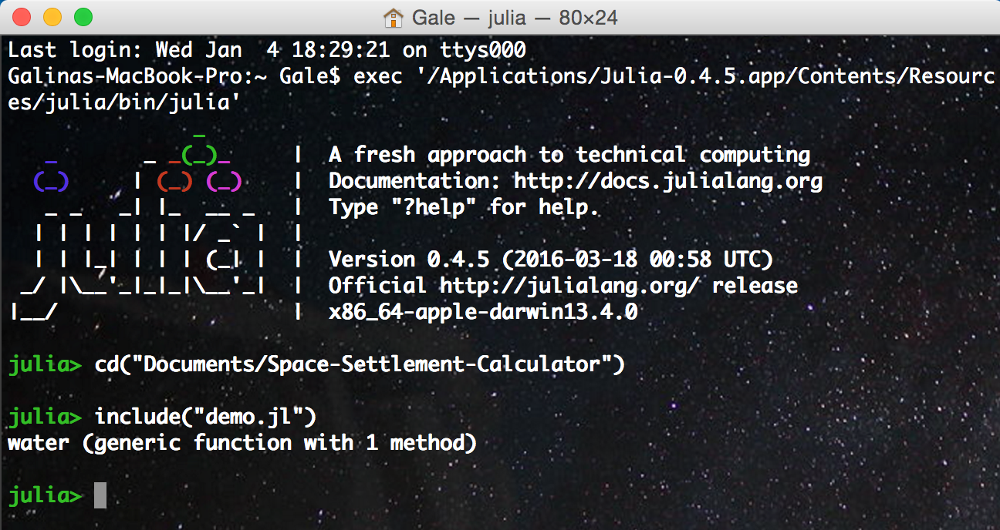 Gale — julia — 80×24
Last login: Wed Jan  4 18:29:21 on ttys000
Galinas-MacBook-Pro:~ Gale$ exec '/Applications/Julia-0.4.5.app/Contents/Resourc
es/julia/bin/julia'
               _
   _       _ _(_)_     |  A fresh approach to technical computing
  (_)     | (_) (_)    |  Documentation: http://docs.julialang.org
   _ _   _| |_  __ _   |  Type "?help" for help.
  | | | | | | |/ _` |  |
  | | |_| | | | (_| |  |  Version 0.4.5 (2016-03-18 00:58 UTC)
 _/ |\__'_|_|_|\__'_|  |  Official http://julialang.org/ release
|__/                   |  x86_64-apple-darwin13.4.0
julia> cd("Documents/Space-Settlement-Calculator")
julia> include("demo.jl")
water (generic function with 1 method)
julia>